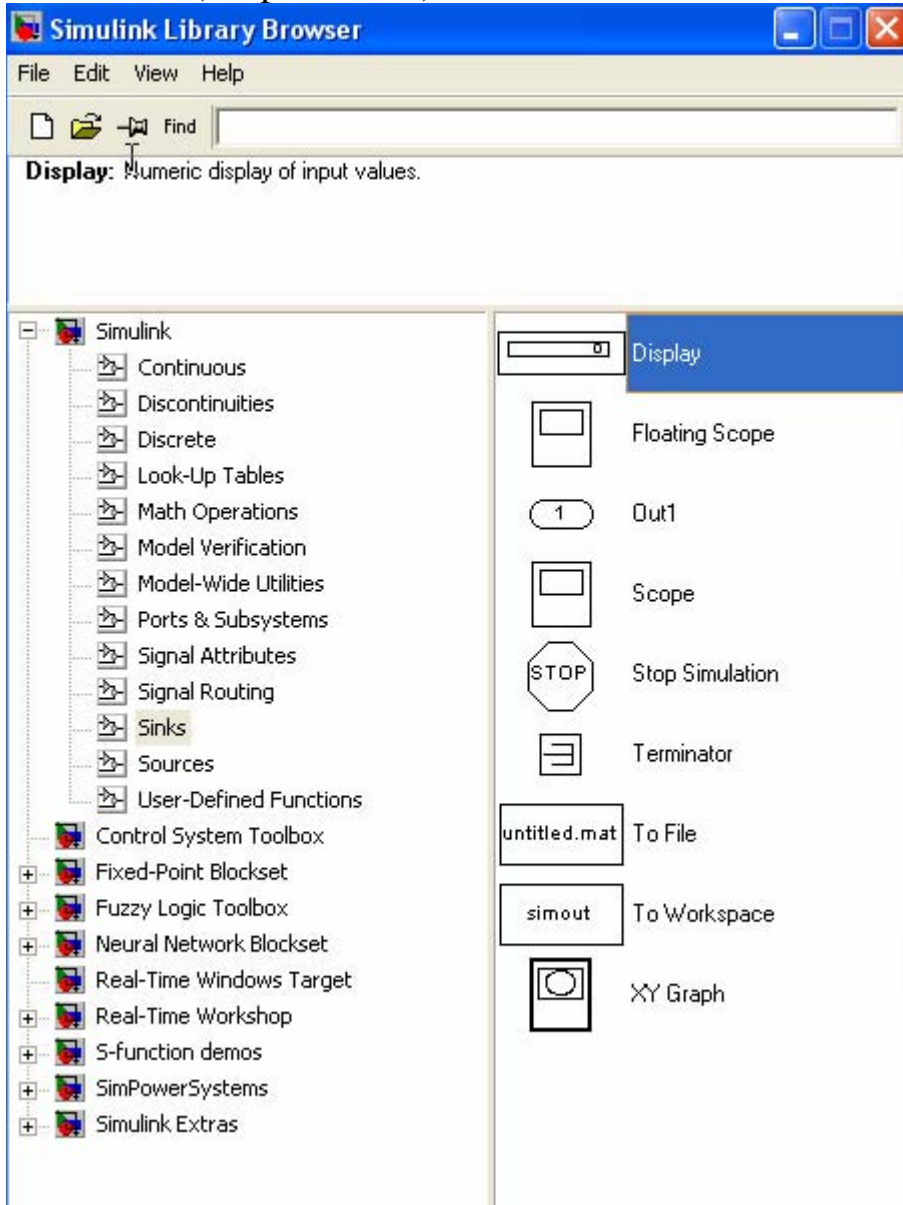 Simulink Library Browser
File Edit View Help
Find
Display: Numeric display of input values.
Simulink
Continuous
Discontinuities
Discrete
Look-Up Tables
Math Operations
Model Verification
Model-Wide Utilities
Ports & Subsystems
Signal Attributes
Signal Routing
Sinks
Sources
User-Defined Functions
Control System Toolbox
Fixed-Point Blockset
Fuzzy Logic Toolbox
Neural Network Blockset
Real-Time Windows Target
Real-Time Workshop
S-function demos
SimPowerSystems
Simulink Extras
0 Display
Floating Scope
1 Out1
Scope
STOP Stop Simulation
Terminator
untitled.mat To File
simout To Workspace
XY Graph